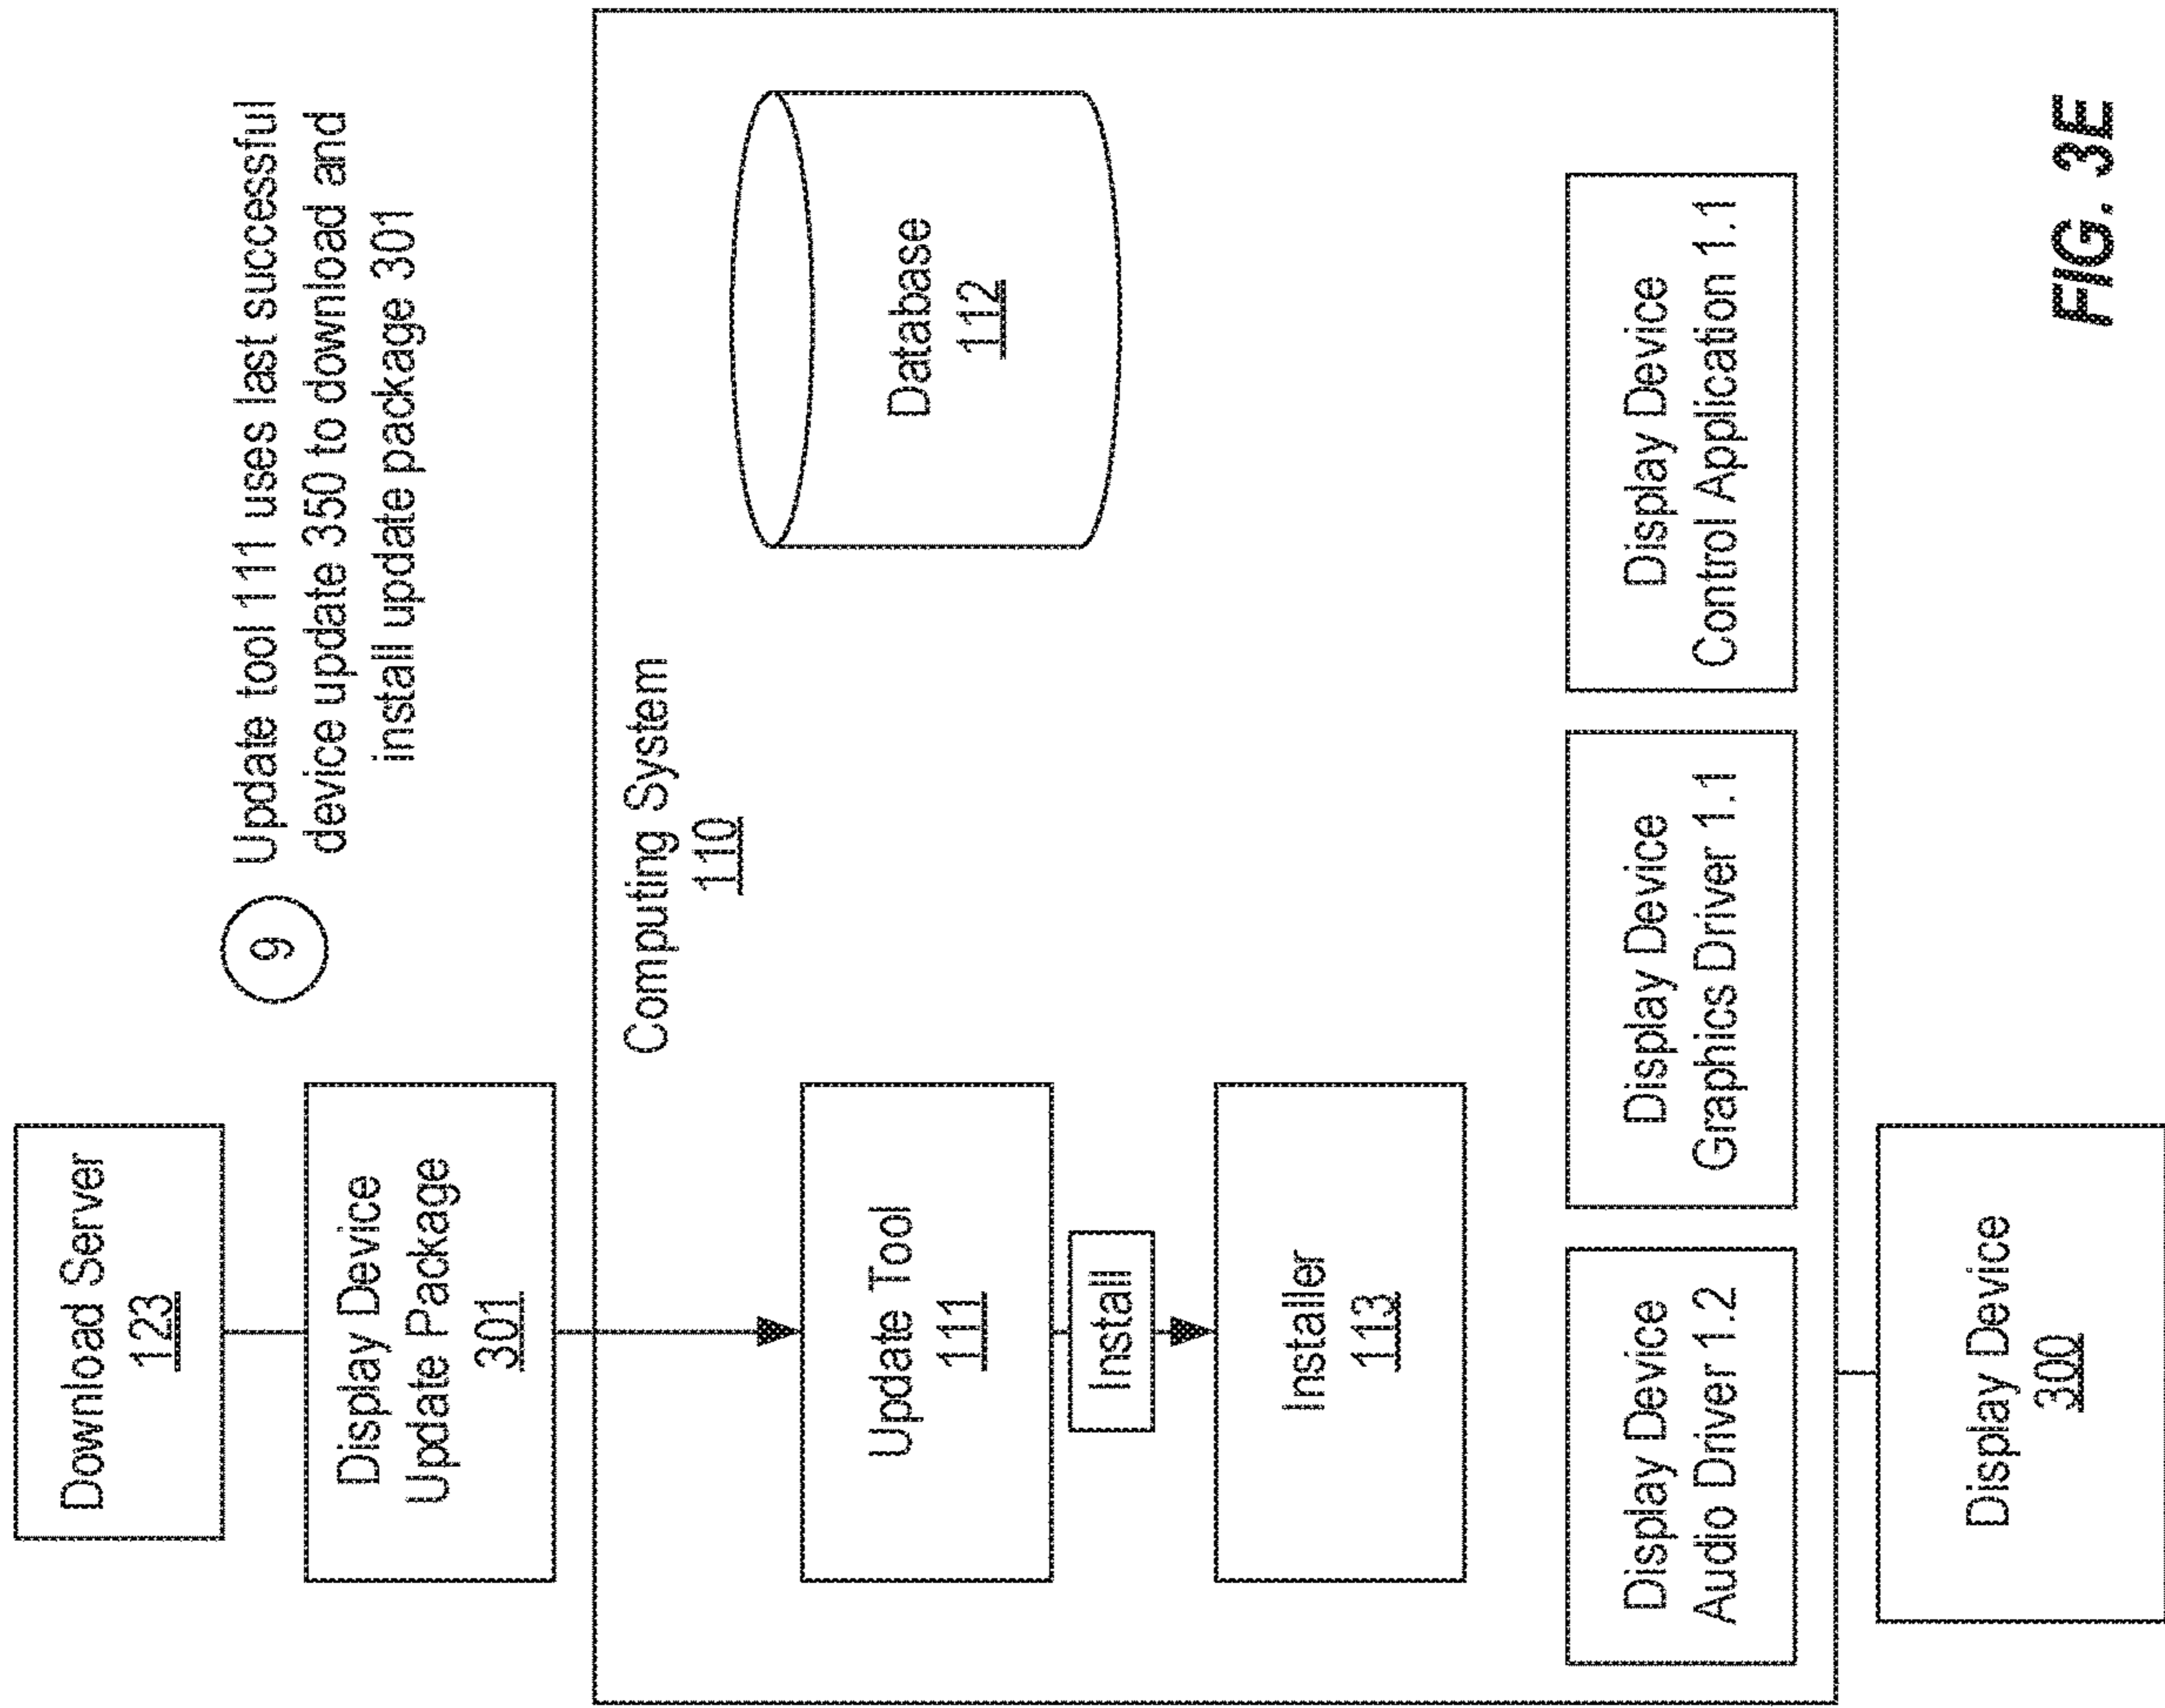 Download Server
123
9
Update tool 111 uses last successful
device update 350 to download and
install update package 301
Display Device
Update Package
301
Computing System
110
Update Tool
111
Database
112
Install
Installer
113
Display Device
Audio Driver 1.2
Display Device
Graphics Driver 1.1
Display Device
Control Application 1.1
Display Device
300
FIG. 3E